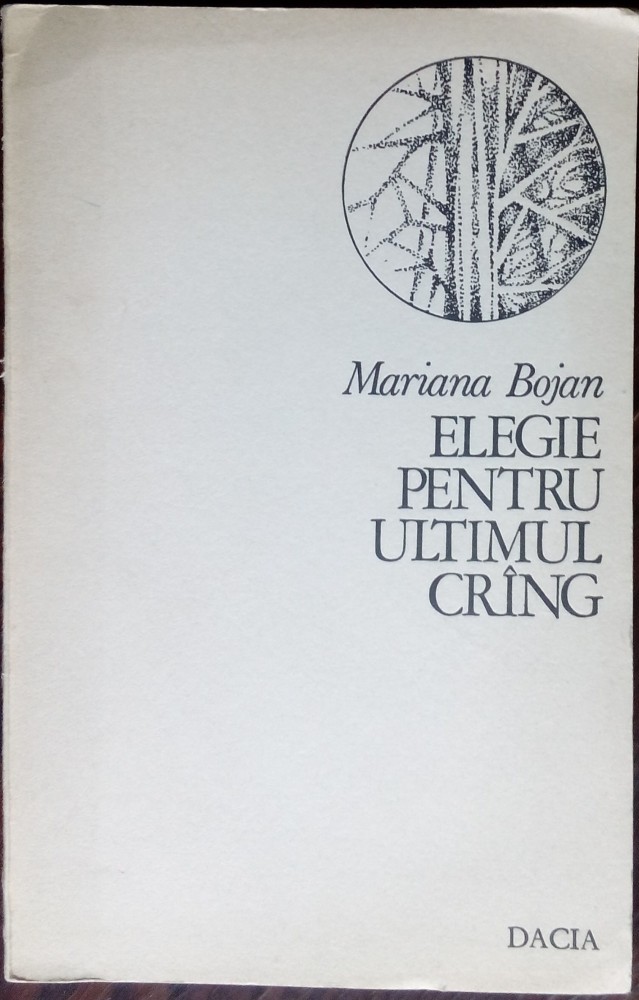 Mariana Bojan
ELEGIE
PENTRU
ULTIMUL
CRÎNG
DACIA